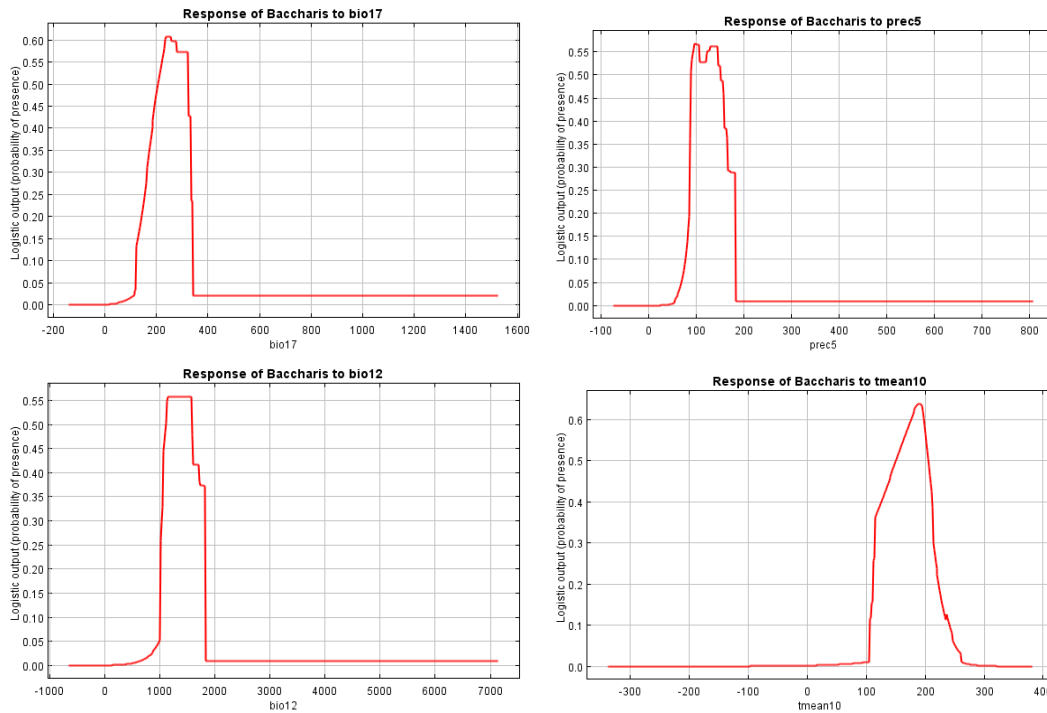 Response of Baccharis to bio17
Logistic output (probability of presence)
0.60
0.55
0.50
0.45
0.40
0.35
0.30
0.25
0.20
0.15
0.10
0.05
0.00
-200 0 200 400 600 800 1000 1200 1400 1600
bio17
Response of Baccharis to prec5
Logistic output (probability of presence)
0.55
0.50
0.45
0.40
0.35
0.30
0.25
0.20
0.15
0.10
0.05
0.00
-100 0 100 200 300 400 500 600 700 800
prec5
Response of Baccharis to bio12
Logistic output (probability of presence)
0.55
0.50
0.45
0.40
0.35
0.30
0.25
0.20
0.15
0.10
0.05
0.00
-1000 0 1000 2000 3000 4000 5000 6000 7000
bio12
Response of Baccharis to tmean10
Logistic output (probability of presence)
0.6
0.5
0.4
0.3
0.2
0.1
0.0
-300 -200 -100 0 100 200 300
tmean10